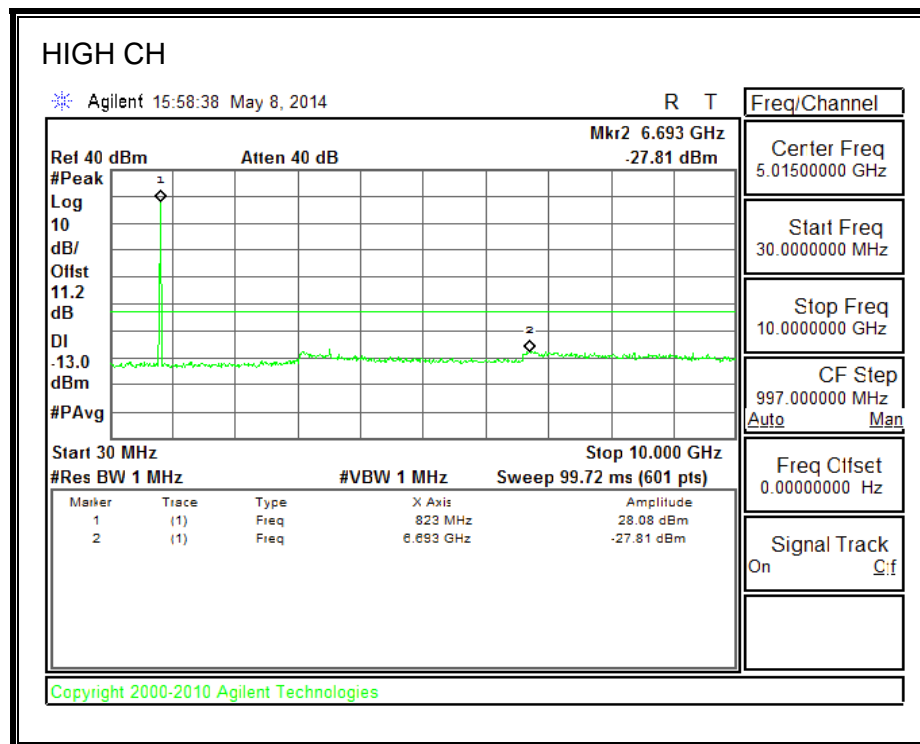 HIGH CH
Agilent 15:58:38 May 8, 2014 R T
Mkr2 6.693 GHz
Ref 40 dBm Atten 40 dB -27.81 dBm
#Peak
Log
10
dB/
Offst
11.2
dB
DI
-13.0
dBm
#PAvg
1
2
Start 30 MHz Stop 10.000 GHz
#Res BW 1 MHz #VBW 1 MHz Sweep 99.72 ms (601 pts)
Marker Trace Type X Axis Amplitude
1 (1) Freq 823 MHz 28.08 dBm
2 (1) Freq 6.693 GHz -27.81 dBm
Freq/Channel
Center Freq
5.01500000 GHz
Start Freq
30.0000000 MHz
Stop Freq
10.0000000 GHz
CF Step
997.000000 MHz
Auto Man
Freq Offset
0.00000000 Hz
Signal Track
On Off
Copyright 2000-2010 Agilent Technologies